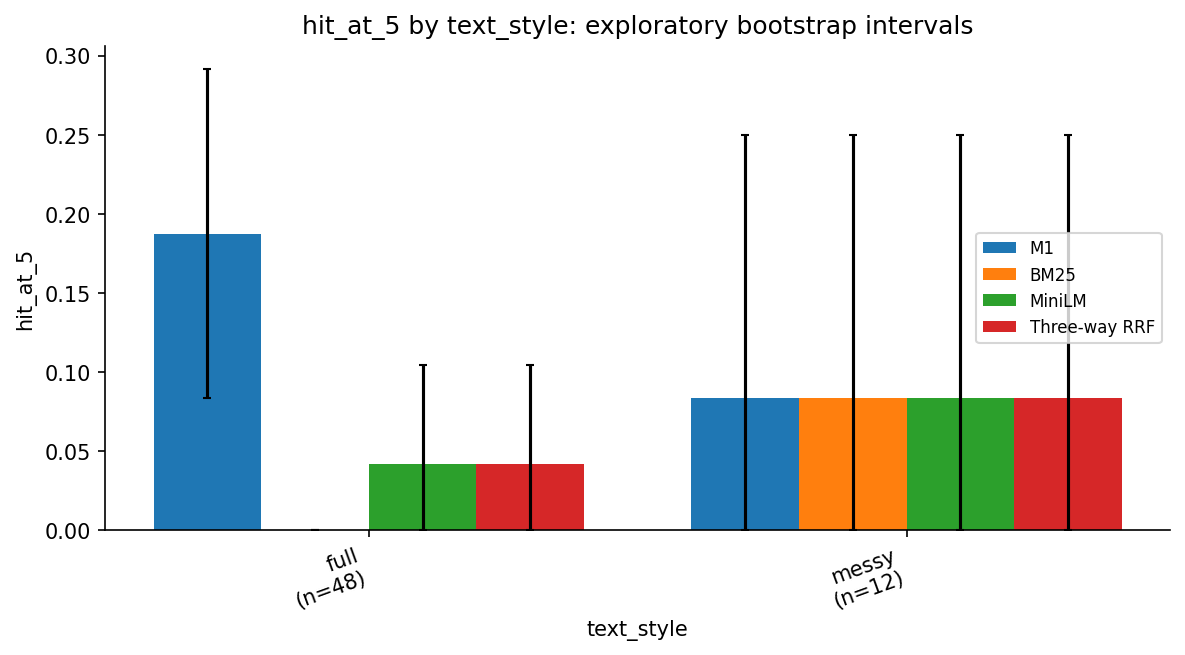 hit_at_5 by text_style: exploratory bootstrap intervals
hit_at_5
0.30
0.25
0.20
0.15
0.10
0.05
0.00
M1
BM25
MiniLM
Three-way RRF
full
(n=48)
messy
(n=12)
text_style